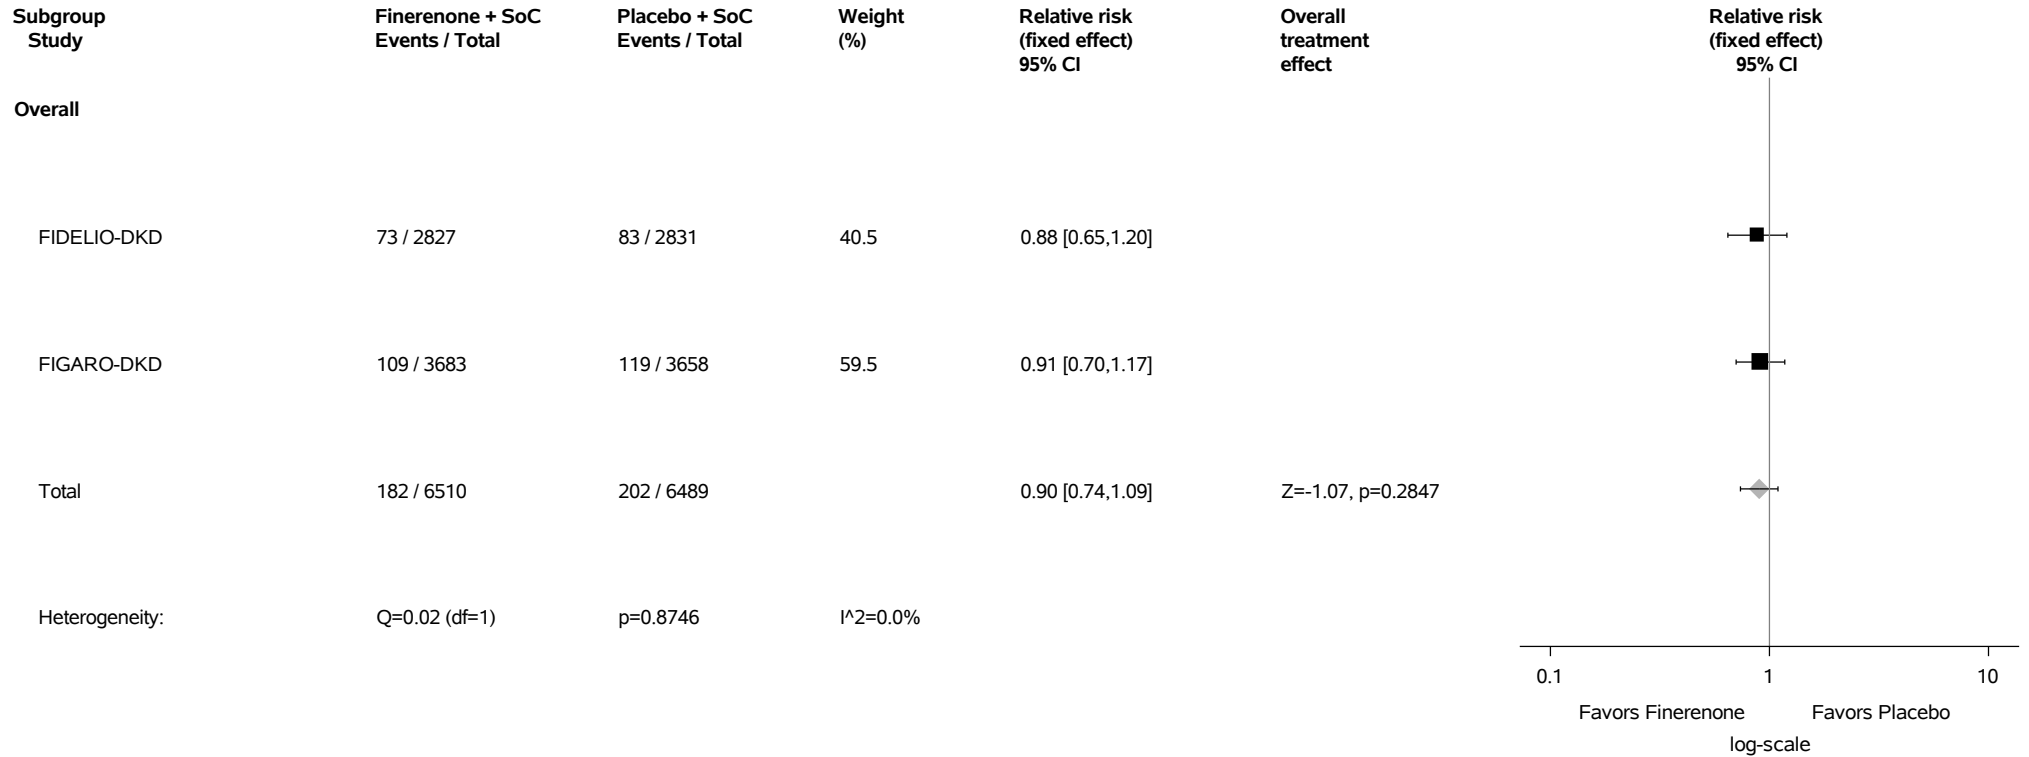 Subgroup Finerenone + SoC Placebo + SoC Weight Relative risk Overall Relative risk
Study Events / Total Events / Total (%) (fixed effect) treatment (fixed effect)
95% CI effect 95% CI
Overall
FIDELIO-DKD 73 / 2827 83 / 2831 40.5 0.88 [0.65,1.20]
FIGARO-DKD 109 / 3683 119 / 3658 59.5 0.91 [0.70,1.17]
Total 182 / 6510 202 / 6489 0.90 [0.74,1.09] Z=-1.07, p=0.2847
Heterogeneity: Q=0.02 (df=1) p=0.8746 I^2=0.0%
0.1 1 10
Favors Finerenone Favors Placebo
log-scale